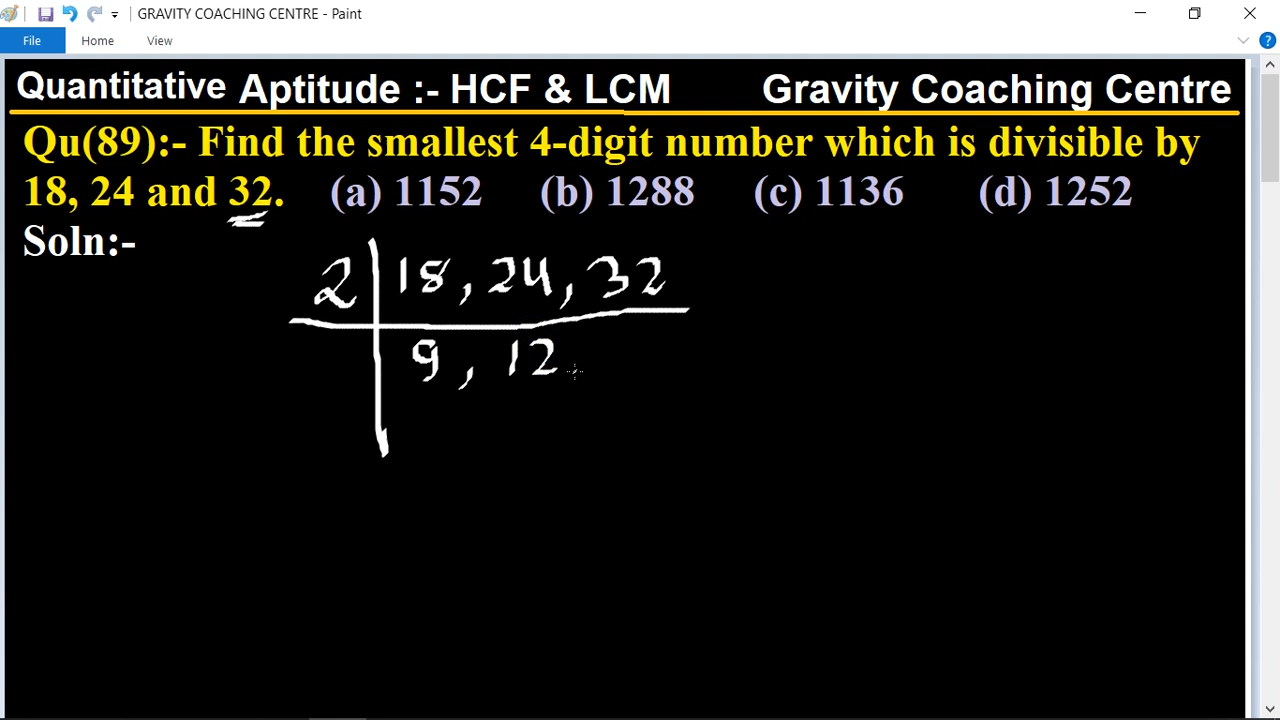 GRAVITY COACHING CENTRE - Paint
File Home View
Quantitative Aptitude :- HCF & LCM Gravity Coaching Centre
Qu(89):- Find the smallest 4-digit number which is divisible by
18, 24 and 32. (a) 1152 (b) 1288 (c) 1136 (d) 1252
Soln:-
2 18, 24, 32
9, 12